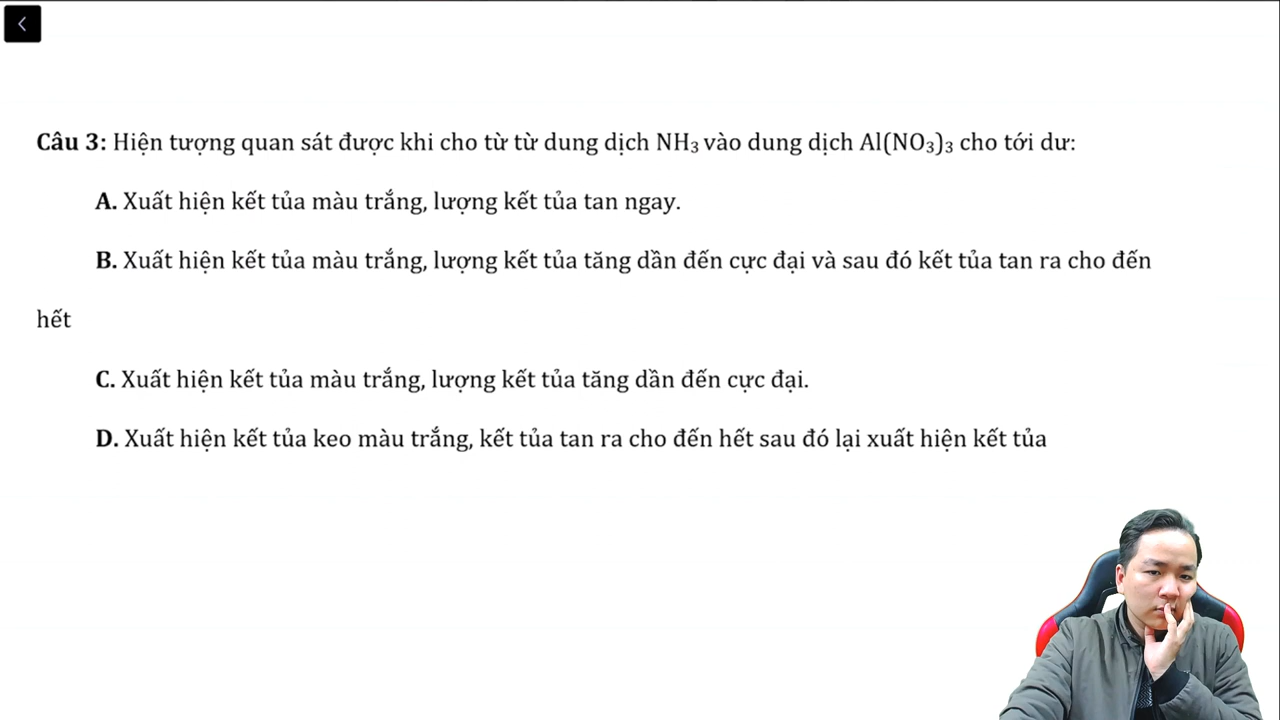 Câu 3: Hiện tượng quan sát được khi cho từ từ dung dịch NH₃ vào dung dịch Al(NO₃)₃ cho tới dư:
A. Xuất hiện kết tủa màu trắng, lượng kết tủa tan ngay.
B. Xuất hiện kết tủa màu trắng, lượng kết tủa tăng dần đến cực đại và sau đó kết tủa tan ra cho đến
hết
C. Xuất hiện kết tủa màu trắng, lượng kết tủa tăng dần đến cực đại.
D. Xuất hiện kết tủa keo màu trắng, kết tủa tan ra cho đến hết sau đó lại xuất hiện kết tủa